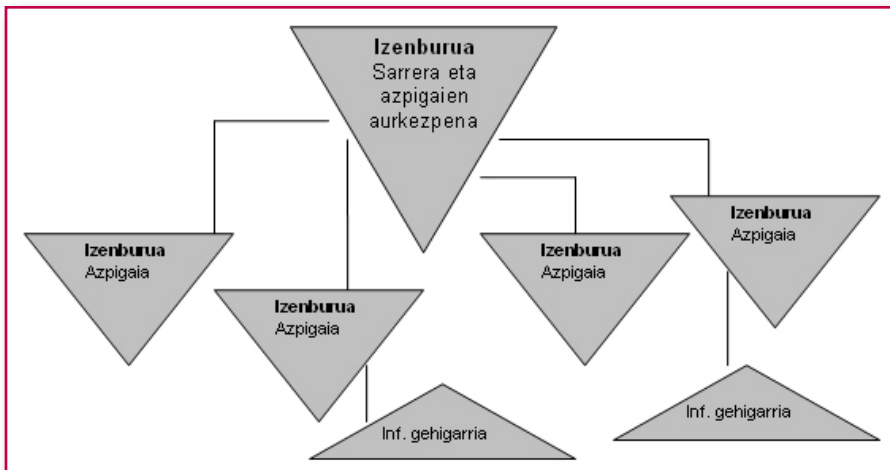 Izenburua
Sarrera eta
azpigaien
aurkezpena
Izenburua
Azpigaia
Izenburua
Azpigaia
Izenburua
Azpigaia
Izenburua
Azpigaia
Inf. gehigarria
Inf. gehigarria